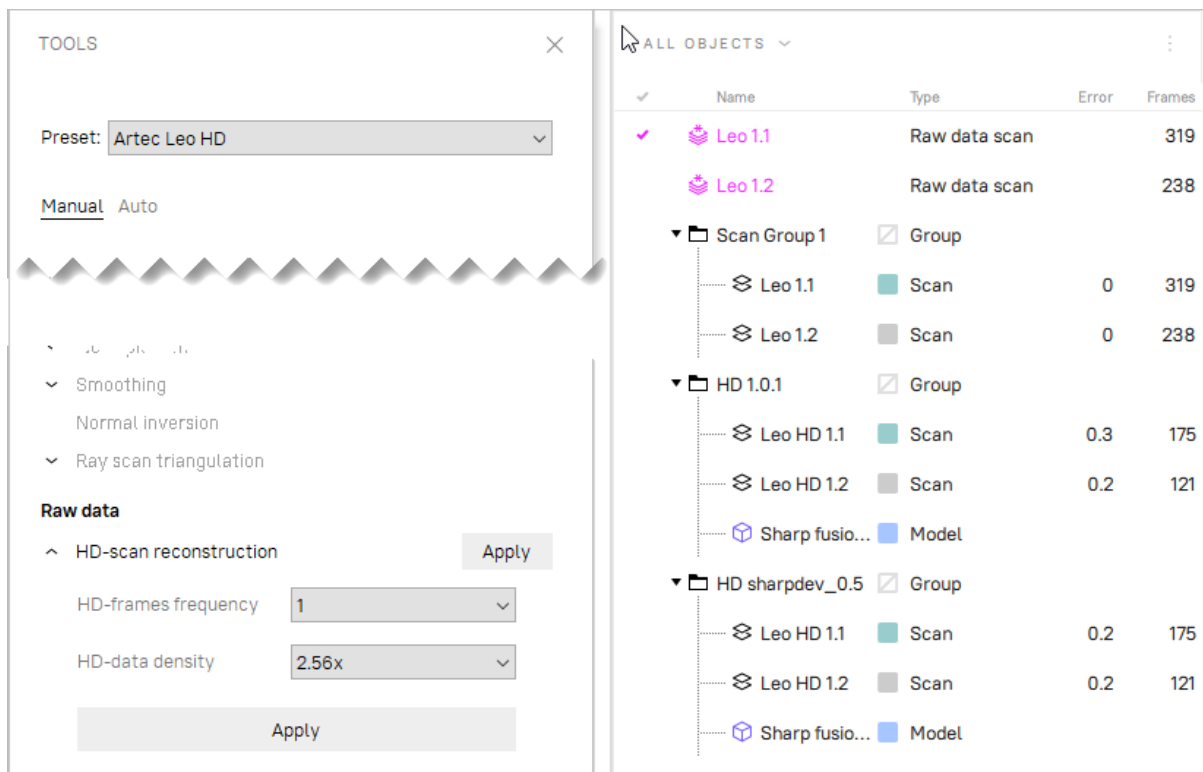 TOOLS
Preset: Artec Leo HD
Manual Auto
Smoothing
Normal inversion
Ray scan triangulation
Raw data
HD-scan reconstruction Apply
HD-frames frequency 1
HD-data density 2.56x
Apply
ALL OBJECTS
Name Type Error Frames
Leo 1.1 Raw data scan 319
Leo 1.2 Raw data scan 238
Scan Group 1 Group
Leo 1.1 Scan 0 319
Leo 1.2 Scan 0 238
HD 1.0.1 Group
Leo HD 1.1 Scan 0.3 175
Leo HD 1.2 Scan 0.2 121
Sharp fusio... Model
HD sharpdev_0.5 Group
Leo HD 1.1 Scan 0.2 175
Leo HD 1.2 Scan 0.2 121
Sharp fusio... Model